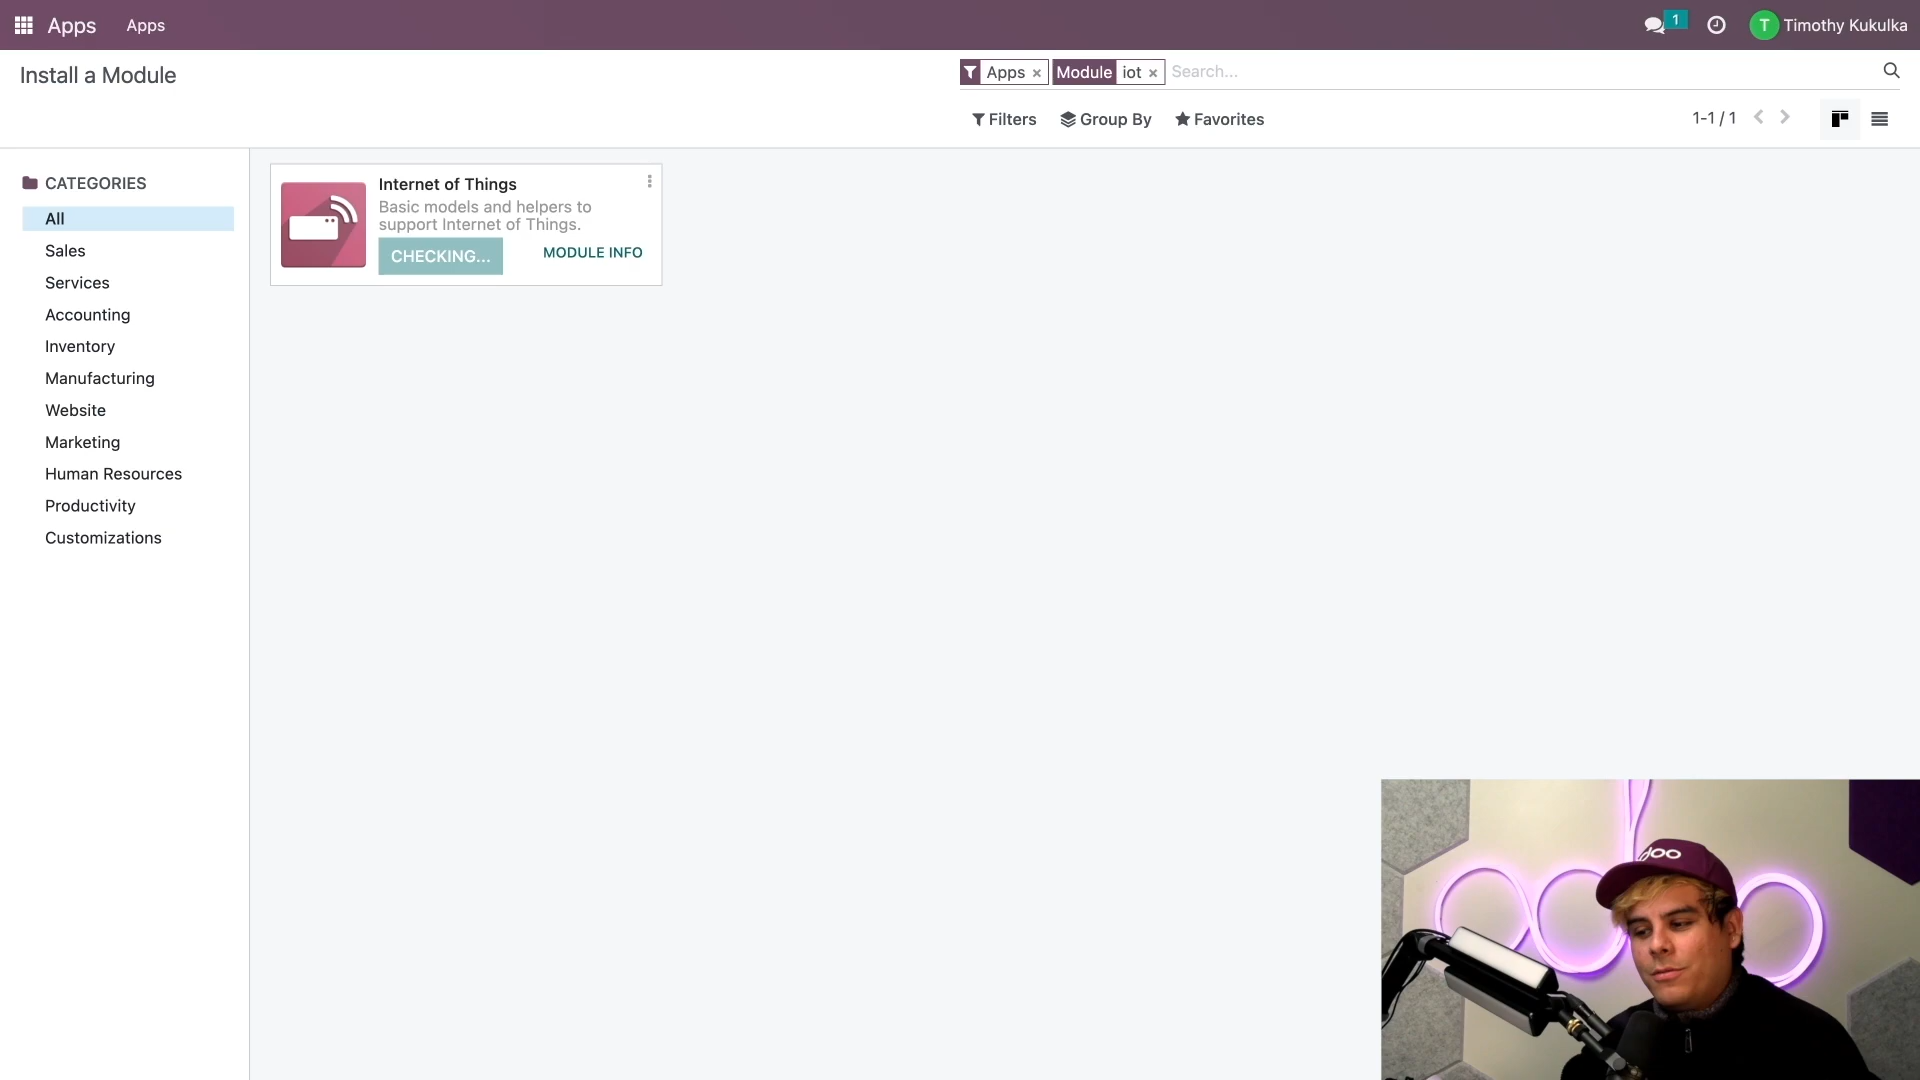 Apps Apps 1 T Timothy Kukulka
Install a Module
Apps × Module iot × Search...
Filters Group By Favorites 1-1 / 1
CATEGORIES
All
Sales
Services
Accounting
Inventory
Manufacturing
Website
Marketing
Human Resources
Productivity
Customizations
Internet of Things
Basic models and helpers to
support Internet of Things.
CHECKING... MODULE INFO
odoo